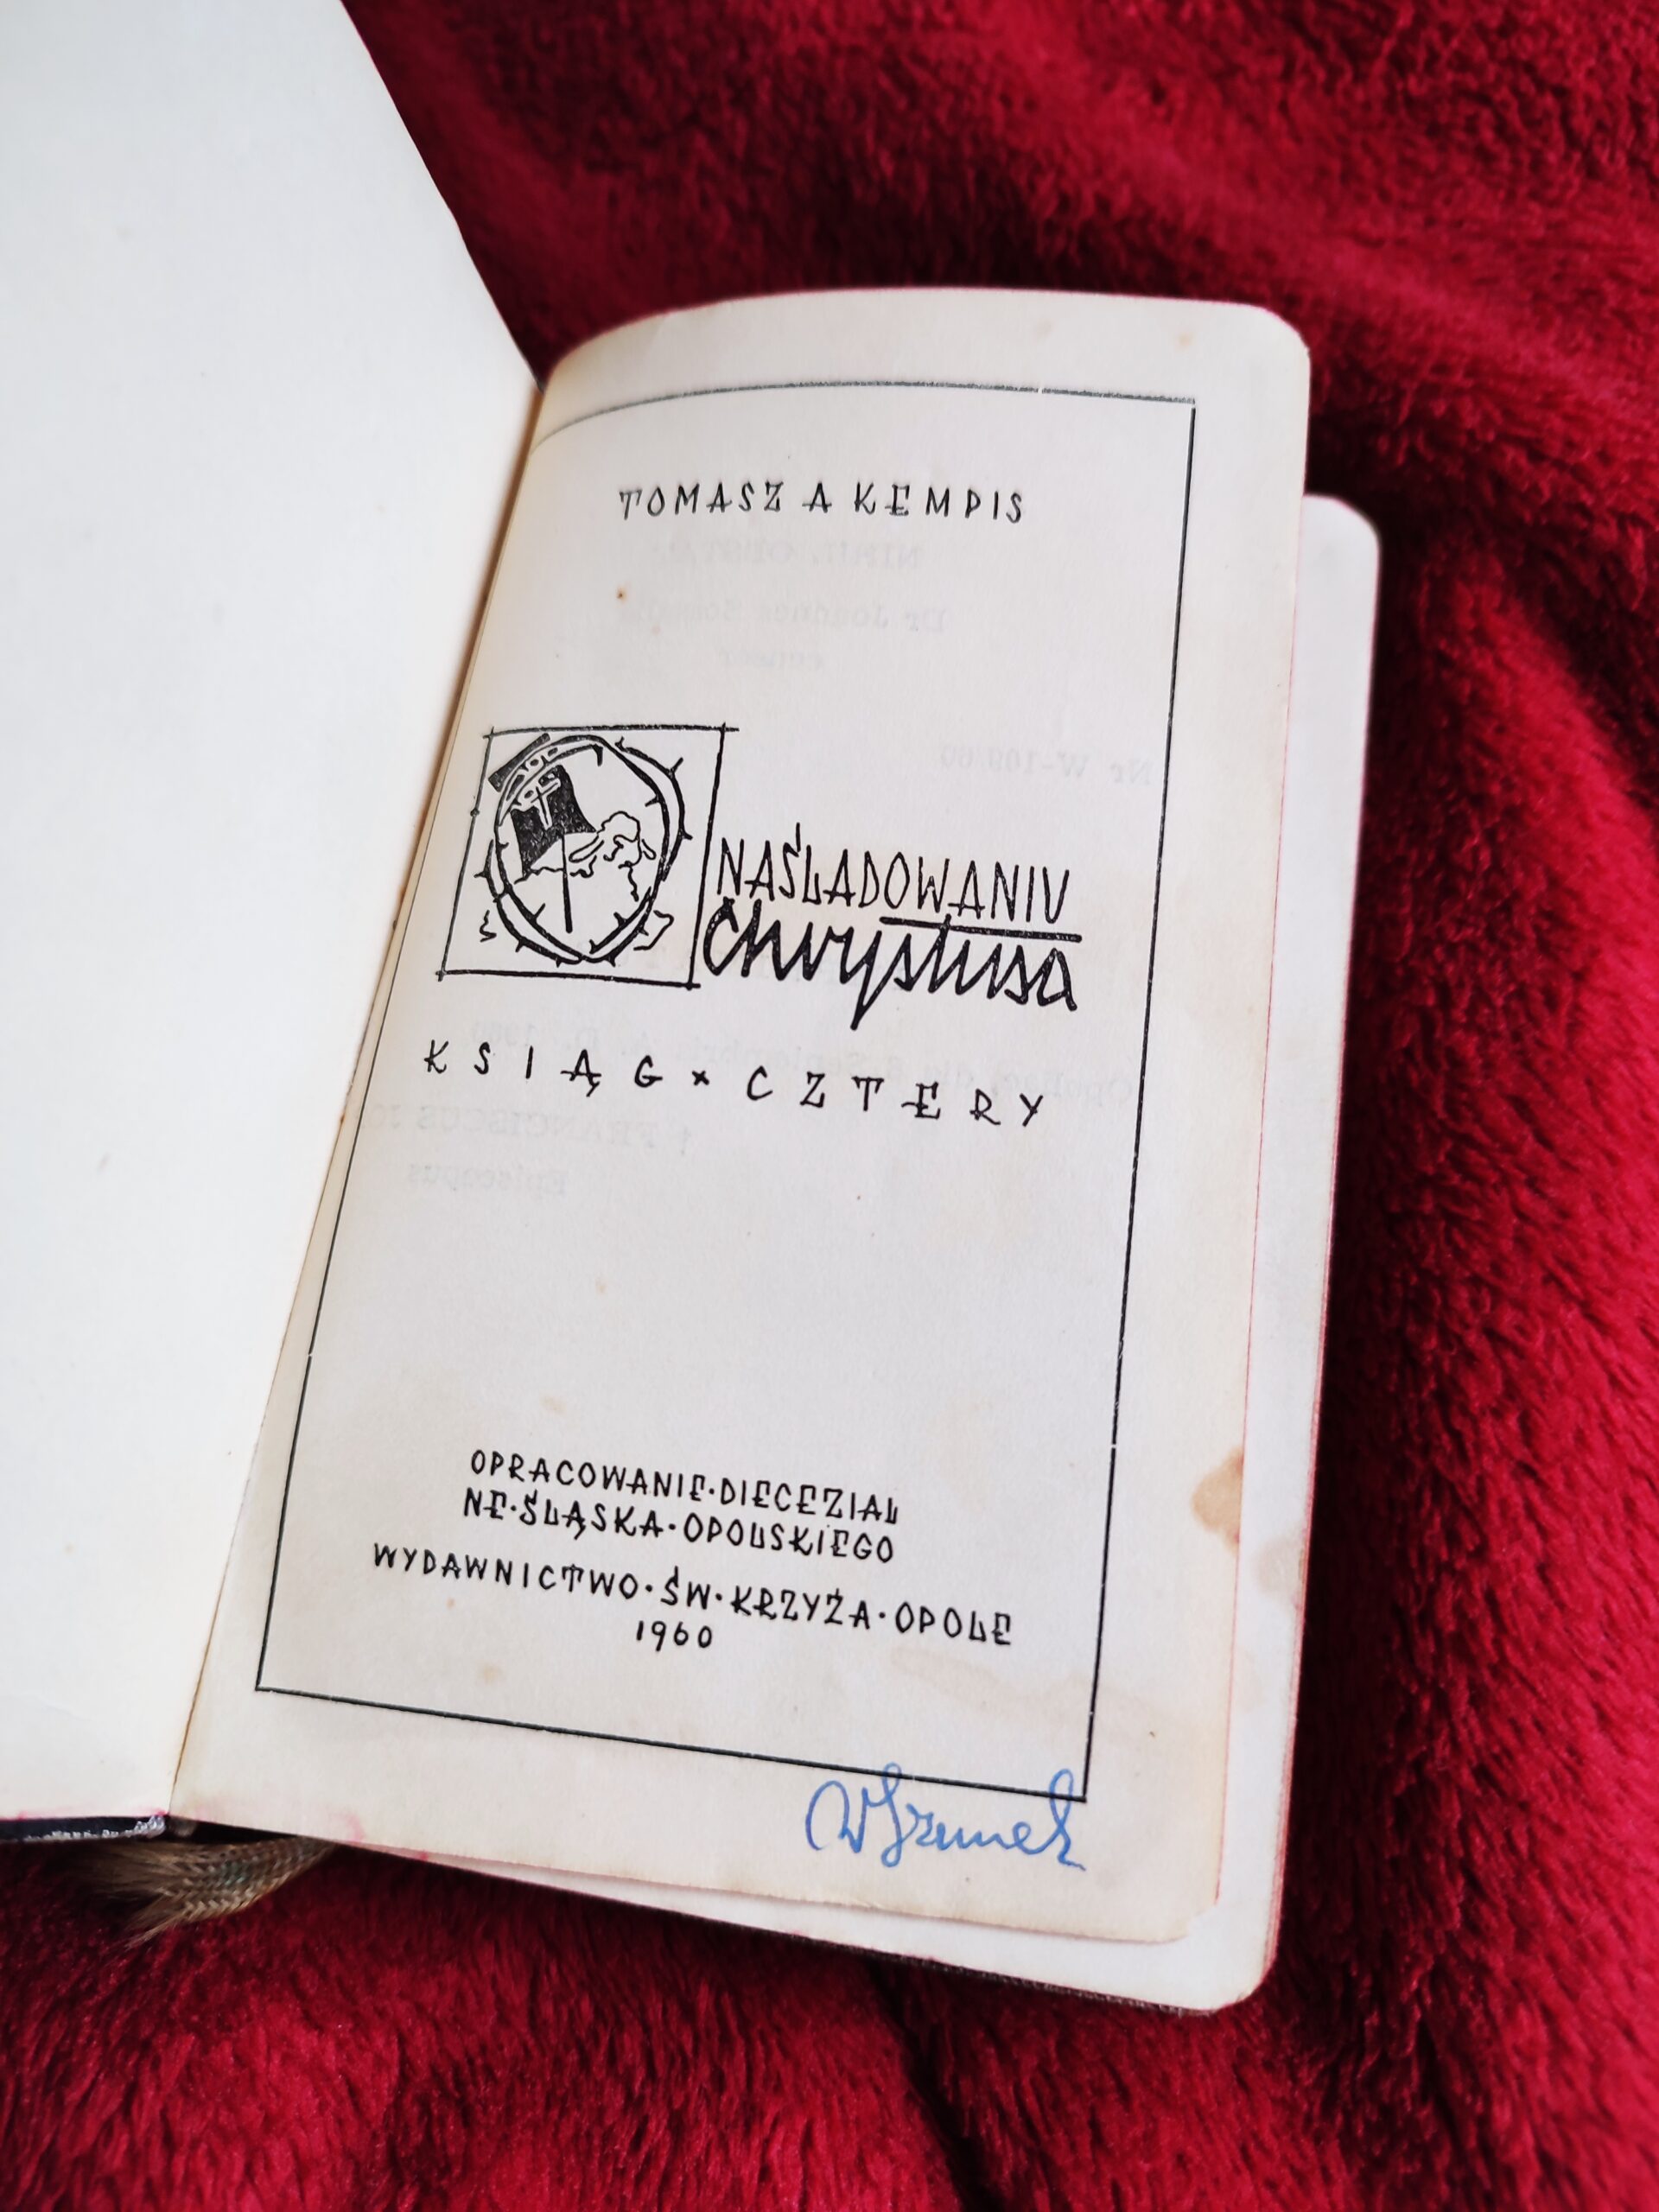 TOMASZ A KEMPIS
O NAŚLADOWANIU
Chrystusa
KSIĄG × CZTERY
OPRACOWANIE·DIECEZJAL
NE·ŚLĄSKA·OPOLSKIEGO
WYDAWNICTWO·ŚW·KRZYŻA·OPOLE
1960